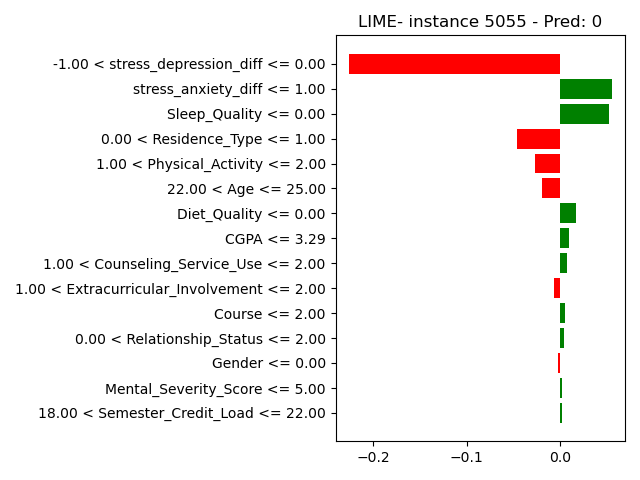 LIME- instance 5055 - Pred: 0
-1.00 < stress_depression_diff <= 0.00
stress_anxiety_diff <= 1.00
Sleep_Quality <= 0.00
0.00 < Residence_Type <= 1.00
1.00 < Physical_Activity <= 2.00
22.00 < Age <= 25.00
Diet_Quality <= 0.00
CGPA <= 3.29
1.00 < Counseling_Service_Use <= 2.00
1.00 < Extracurricular_Involvement <= 2.00
Course <= 2.00
0.00 < Relationship_Status <= 2.00
Gender <= 0.00
Mental_Severity_Score <= 5.00
18.00 < Semester_Credit_Load <= 22.00
−0.2 −0.1 0.0